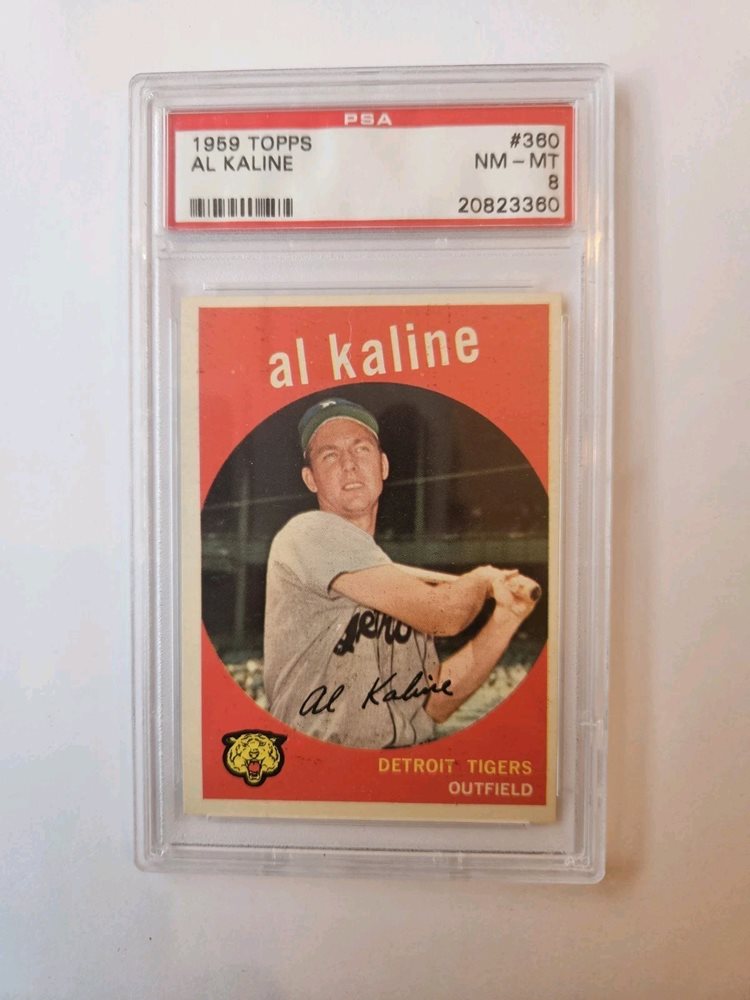 PSA
1959 TOPPS #360
AL KALINE NM-MT
8
20823360
al kaline
Al Kaline
DETROIT TIGERS
OUTFIELD